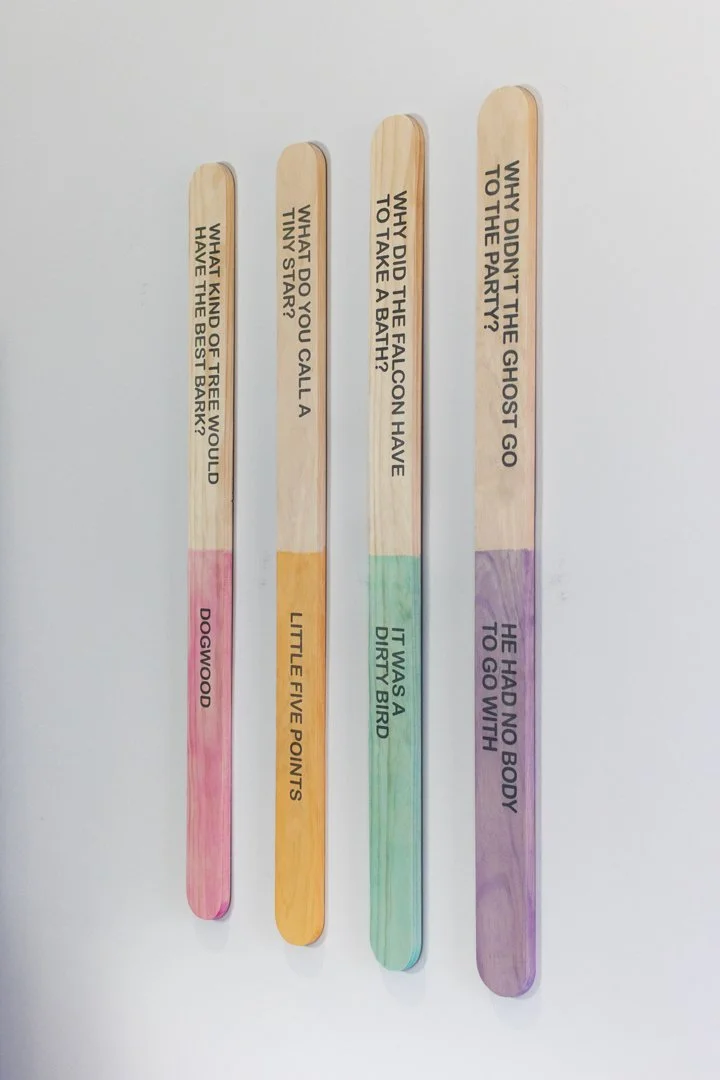 WHAT KIND OF TREE WOULD
HAVE THE BEST BARK?
DOGWOOD
WHAT DO YOU CALL A
TINY STAR?
LITTLE FIVE POINTS
WHY DID THE FALCON HAVE
TO TAKE A BATH?
IT WAS A
DIRTY BIRD
WHY DIDN'T THE GHOST GO
TO THE PARTY?
HE HAD NO BODY
TO GO WITH